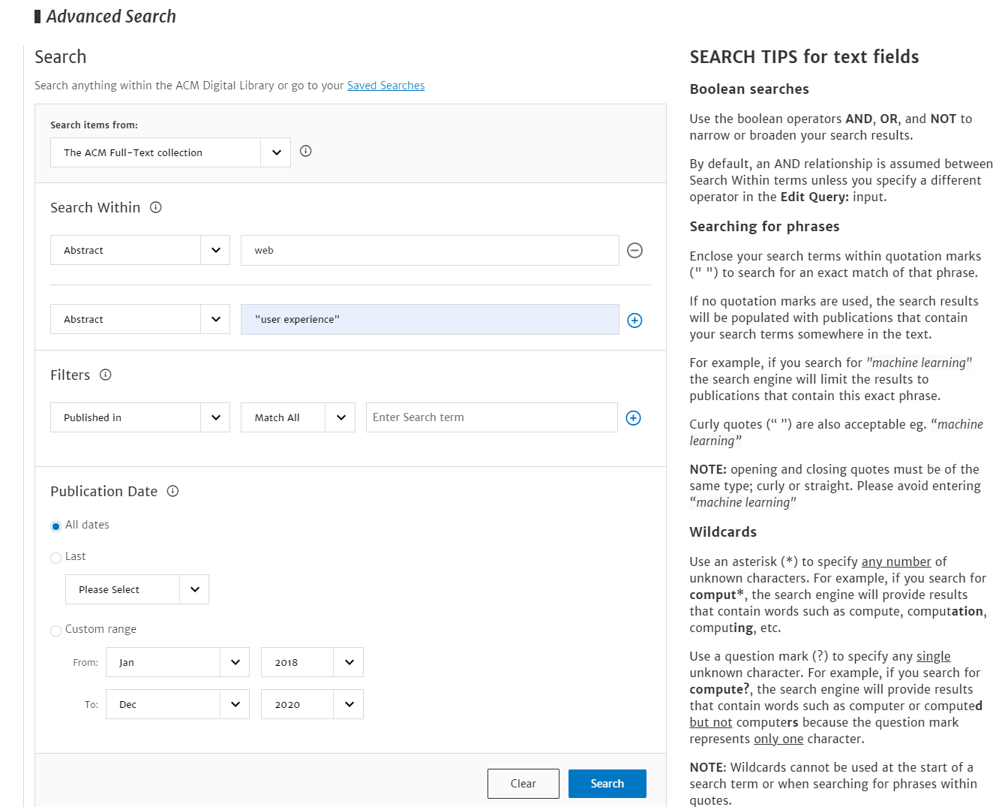 Advanced Search
Search
Search anything within the ACM Digital Library or go to your Saved Searches
Search items from:
The ACM Full-Text collection
Search Within
Abstract
web
Abstract
"user experience"
Filters
Published in
Match All
Enter Search term
Publication Date
All dates
Last
Please Select
Custom range
From:
Jan
2018
To:
Dec
2020
Clear
Search
SEARCH TIPS for text fields
Boolean searches
Use the boolean operators AND, OR, and NOT to
narrow or broaden your search results.
By default, an AND relationship is assumed between
Search Within terms unless you specify a different
operator in the Edit Query: input.
Searching for phrases
Enclose your search terms within quotation marks
(" ") to search for an exact match of that phrase.
If no quotation marks are used, the search results
will be populated with publications that contain
your search terms somewhere in the text.
For example, if you search for "machine learning"
the search engine will limit the results to
publications that contain this exact phrase.
Curly quotes (“ ”) are also acceptable eg. “machine
learning”
NOTE: opening and closing quotes must be of the
same type; curly or straight. Please avoid entering
“machine learning"
Wildcards
Use an asterisk (*) to specify any number of
unknown characters. For example, if you search for
comput*, the search engine will provide results
that contain words such as compute, computation,
computing, etc.
Use a question mark (?) to specify any single
unknown character. For example, if you search for
compute?, the search engine will provide results
that contain words such as computer or computed
but not computers because the question mark
represents only one character.
NOTE: Wildcards cannot be used at the start of a
search term or when searching for phrases within
quotes.